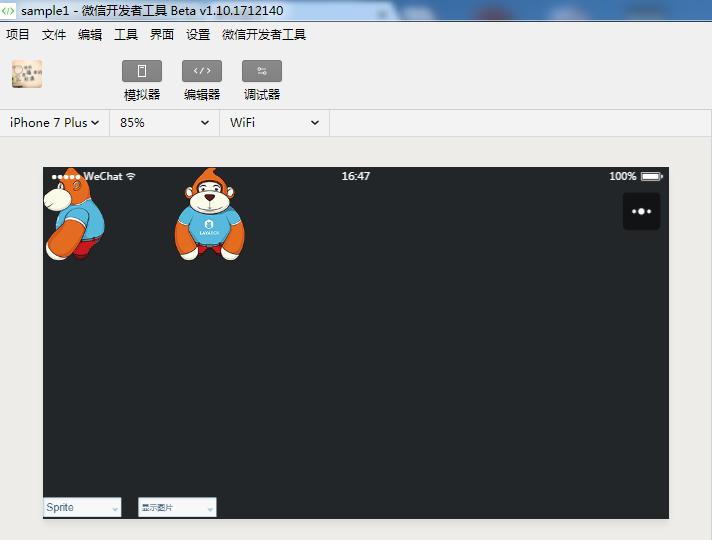 sample1 - 微信开发者工具 Beta v1.10.1712140
项目 文件 编辑 工具 界面 设置 微信开发者工具
模拟器 编辑器 调试器
iPhone 7 Plus 85% WiFi
WeChat 16:47 100%
LAYABOX
Sprite 显示图片